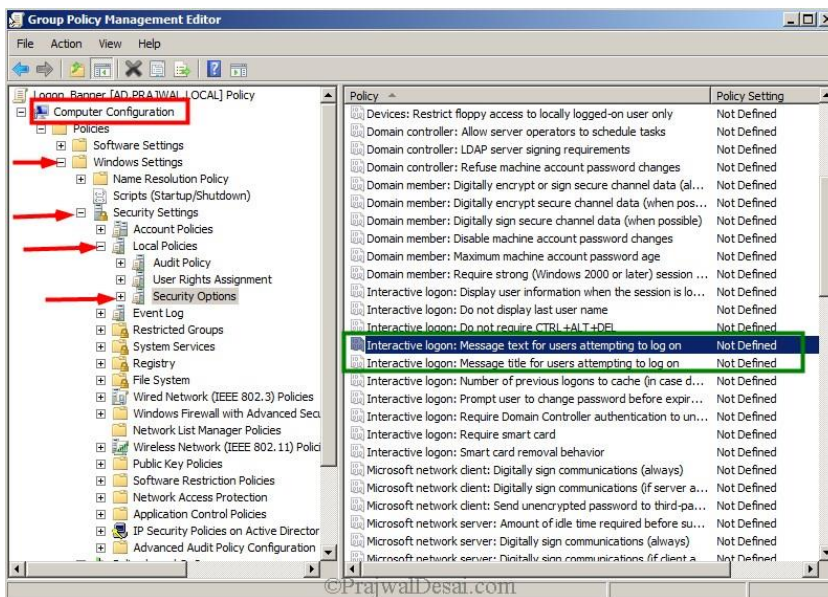 Group Policy Management Editor
File Action View Help
Logon_Banner [AD.PRAJWAL.LOCAL] Policy
Computer Configuration
Policies
Software Settings
Windows Settings
Name Resolution Policy
Scripts (Startup/Shutdown)
Security Settings
Account Policies
Local Policies
Audit Policy
User Rights Assignment
Security Options
Event Log
Restricted Groups
System Services
Registry
File System
Wired Network (IEEE 802.3) Policies
Windows Firewall with Advanced Secu
Network List Manager Policies
Wireless Network (IEEE 802.11) Polici
Public Key Policies
Software Restriction Policies
Network Access Protection
Application Control Policies
IP Security Policies on Active Director
Advanced Audit Policy Configuration
Policy Policy Setting
Devices: Restrict floppy access to locally logged-on user only Not Defined
Domain controller: Allow server operators to schedule tasks Not Defined
Domain controller: LDAP server signing requirements Not Defined
Domain controller: Refuse machine account password changes Not Defined
Domain member: Digitally encrypt or sign secure channel data (al... Not Defined
Domain member: Digitally encrypt secure channel data (when pos... Not Defined
Domain member: Digitally sign secure channel data (when possible) Not Defined
Domain member: Disable machine account password changes Not Defined
Domain member: Maximum machine account password age Not Defined
Domain member: Require strong (Windows 2000 or later) session ... Not Defined
Interactive logon: Display user information when the session is lo... Not Defined
Interactive logon: Do not display last user name Not Defined
Interactive logon: Do not require CTRL+ALT+DEL Not Defined
Interactive logon: Message text for users attempting to log on Not Defined
Interactive logon: Message title for users attempting to log on Not Defined
Interactive logon: Number of previous logons to cache (in case d... Not Defined
Interactive logon: Prompt user to change password before expir... Not Defined
Interactive logon: Require Domain Controller authentication to un... Not Defined
Interactive logon: Require smart card Not Defined
Interactive logon: Smart card removal behavior Not Defined
Microsoft network client: Digitally sign communications (always) Not Defined
Microsoft network client: Digitally sign communications (if server a... Not Defined
Microsoft network client: Send unencrypted password to third-pa... Not Defined
Microsoft network server: Amount of idle time required before su... Not Defined
Microsoft network server: Digitally sign communications (always) Not Defined
Microsoft network server: Digitally sign communications (if client a... Not Defined
©PrajwalDesai.com